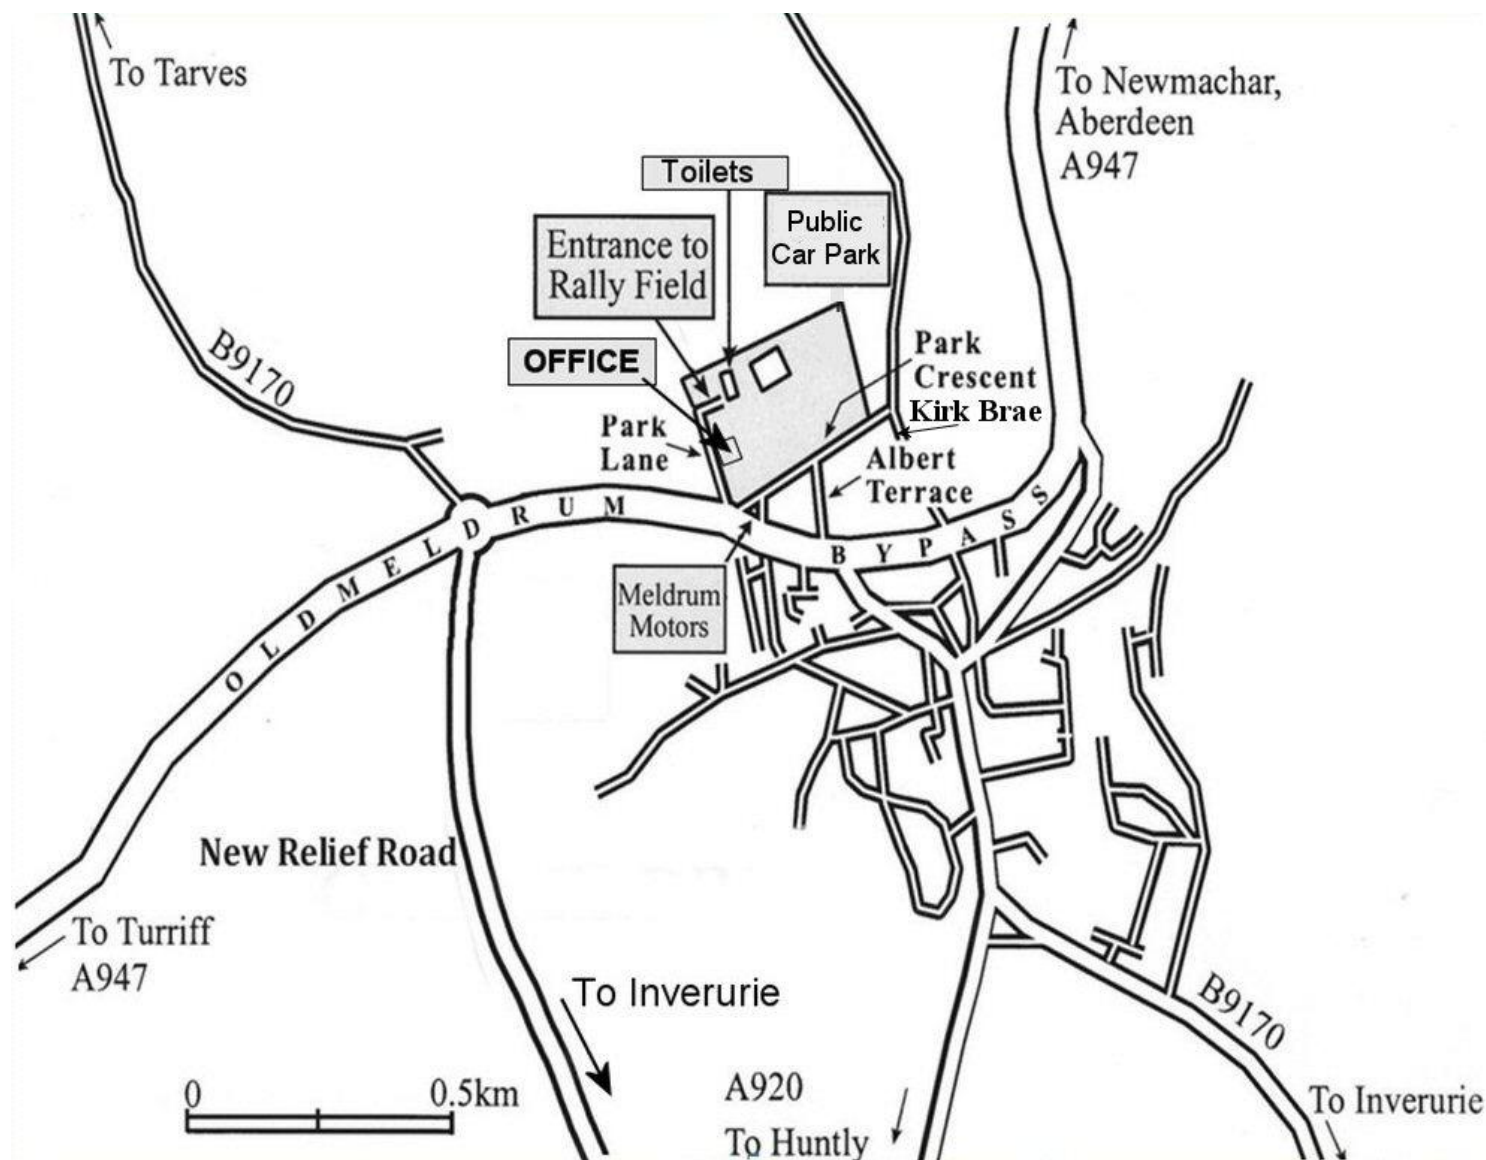 To Tarves
To Newmachar,
Aberdeen
A947
Toilets
Public
Car Park
Entrance to
Rally Field
OFFICE
B9170
Park
Crescent
Kirk Brae
Park
Lane
Albert
Terrace
OLDMELDRUM BYPASS
Meldrum
Motors
New Relief Road
To Turriff
A947
To Inverurie
B9170
0 0.5km
A920
To Huntly
To Inverurie